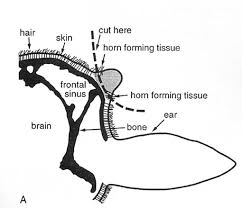 hair
skin
cut here
horn forming tissue
frontal
sinus
horn forming tissue
ear
brain
bone
A